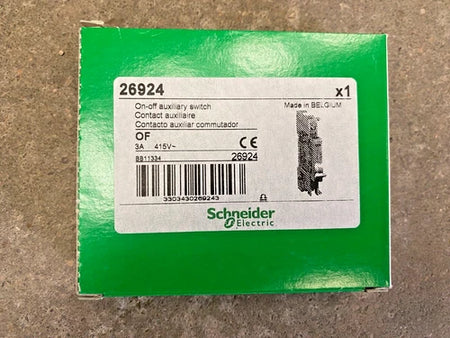 26924 x1
On-off auxiliary switch Made in BELGIUM
Contact auxiliaire
Contacto auxiliar commutador
OF
3A 415V~ CE
BB11334 26924
3303430269243
Schneider
Electric